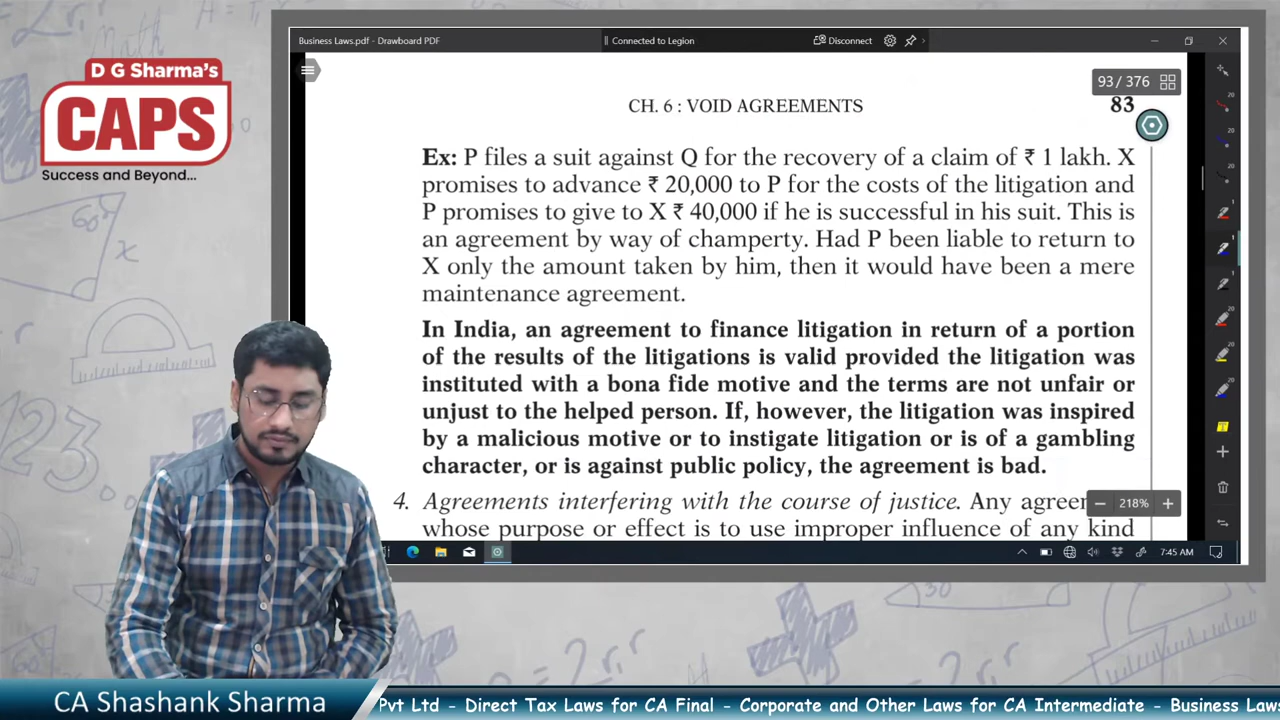 D G Sharma's
CAPS
Success and Beyond...
Business Laws.pdf - Drawboard PDF
Connected to Legion
Disconnect
93 / 376
CH. 6 : VOID AGREEMENTS
83
Ex: P files a suit against Q for the recovery of a claim of ₹ 1 lakh. X
promises to advance ₹ 20,000 to P for the costs of the litigation and
P promises to give to X ₹ 40,000 if he is successful in his suit. This is
an agreement by way of champerty. Had P been liable to return to
X only the amount taken by him, then it would have been a mere
maintenance agreement.
In India, an agreement to finance litigation in return of a portion
of the results of the litigations is valid provided the litigation was
instituted with a bona fide motive and the terms are not unfair or
unjust to the helped person. If, however, the litigation was inspired
by a malicious motive or to instigate litigation or is of a gambling
character, or is against public policy, the agreement is bad.
4. Agreements interfering with the course of justice. Any agreem
whose purpose or effect is to use improper influence of any kind
218%
7:45 AM
CA Shashank Sharma
Pvt Ltd - Direct Tax Laws for CA Final - Corporate and Other Laws for CA Intermediate - Business Laws